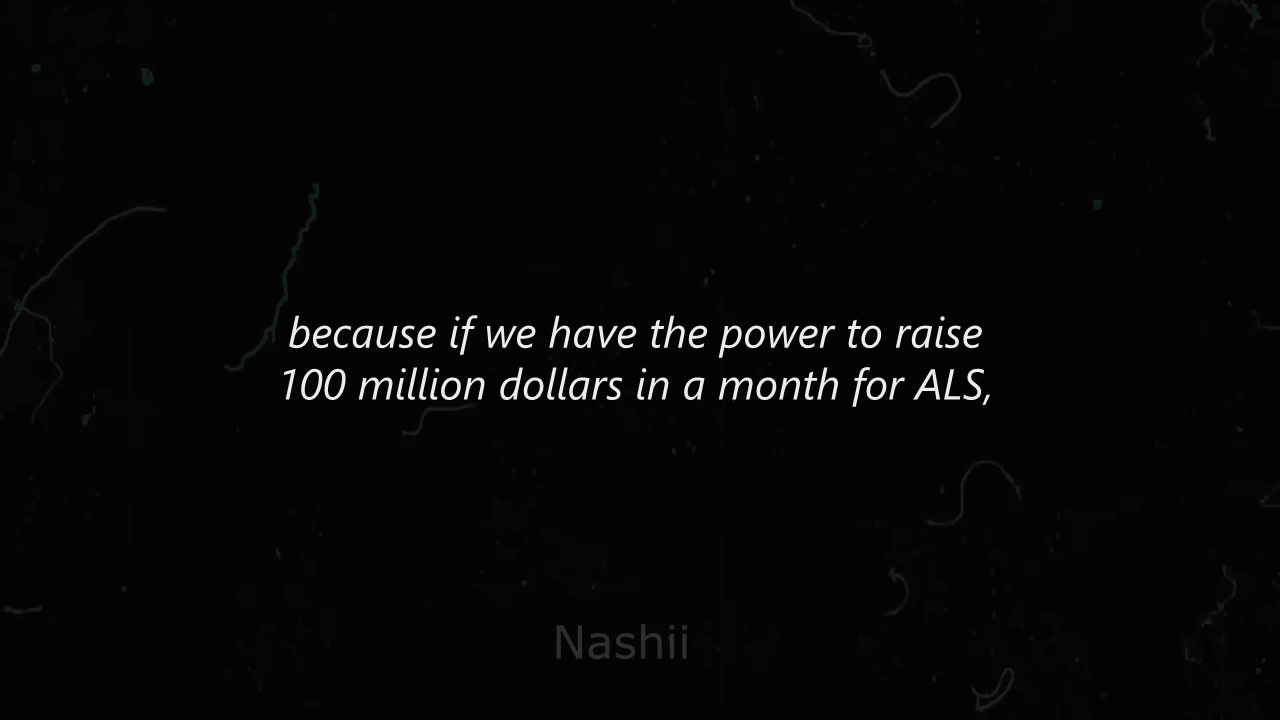 because if we have the power to raise
100 million dollars in a month for ALS,
Nashii